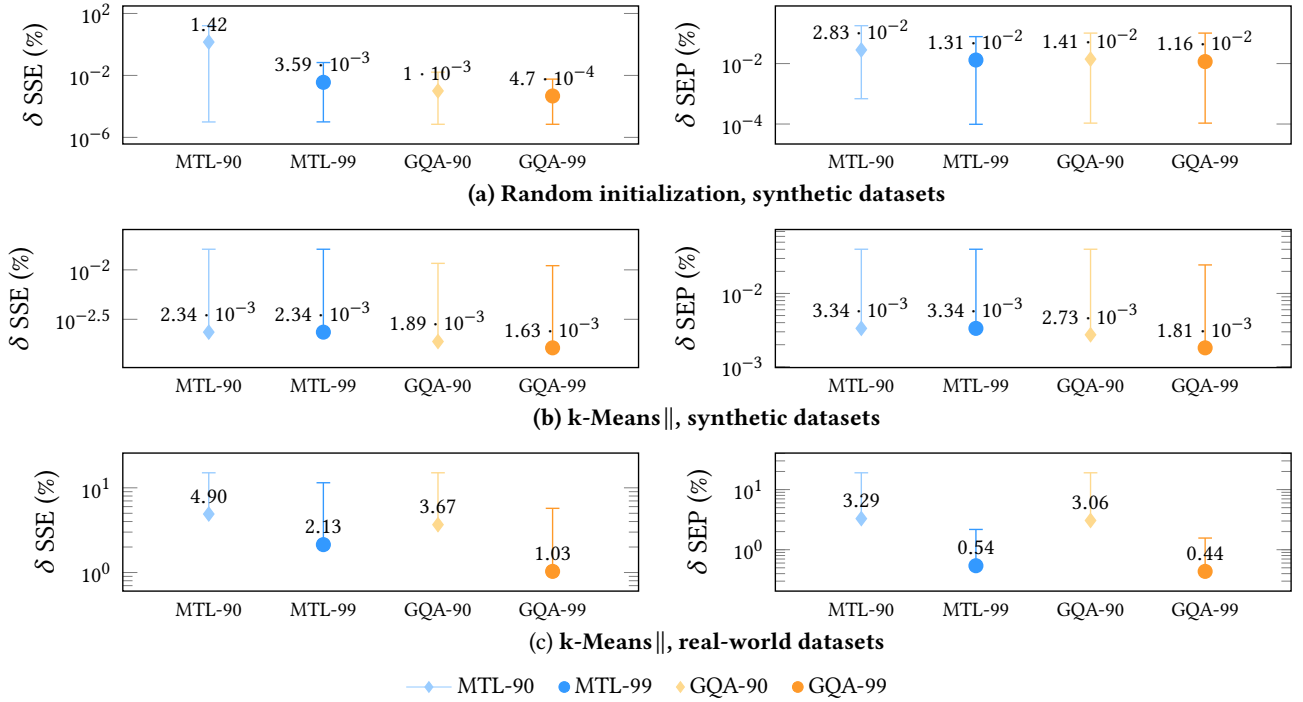 δ SSE (%)
10^2
10^−2
10^−6
1.42
3.59 · 10^−3
1 · 10^−3
4.7 · 10^−4
MTL-90 MTL-99 GQA-90 GQA-99
δ SEP (%)
10^−2
10^−4
2.83 · 10^−2
1.31 · 10^−2
1.41 · 10^−2
1.16 · 10^−2
MTL-90 MTL-99 GQA-90 GQA-99
(a) Random initialization, synthetic datasets
δ SSE (%)
10^−2
10^−2.5
2.34 · 10^−3
2.34 · 10^−3
1.89 · 10^−3
1.63 · 10^−3
MTL-90 MTL-99 GQA-90 GQA-99
δ SEP (%)
10^−2
10^−3
3.34 · 10^−3
3.34 · 10^−3
2.73 · 10^−3
1.81 · 10^−3
MTL-90 MTL-99 GQA-90 GQA-99
(b) k-Means∥, synthetic datasets
δ SSE (%)
10^1
10^0
4.90
2.13
3.67
1.03
MTL-90 MTL-99 GQA-90 GQA-99
δ SEP (%)
10^1
10^0
3.29
0.54
3.06
0.44
MTL-90 MTL-99 GQA-90 GQA-99
(c) k-Means∥, real-world datasets
MTL-90 MTL-99 GQA-90 GQA-99